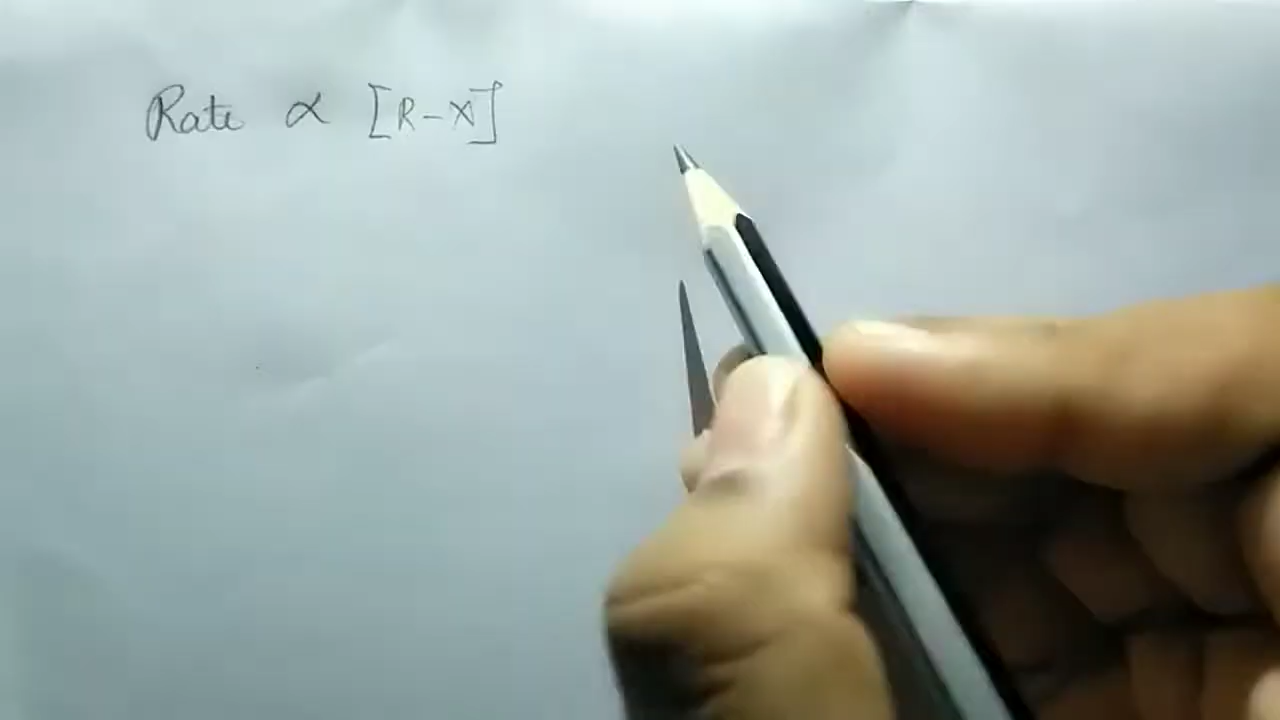 Rate ∝ [R-X]